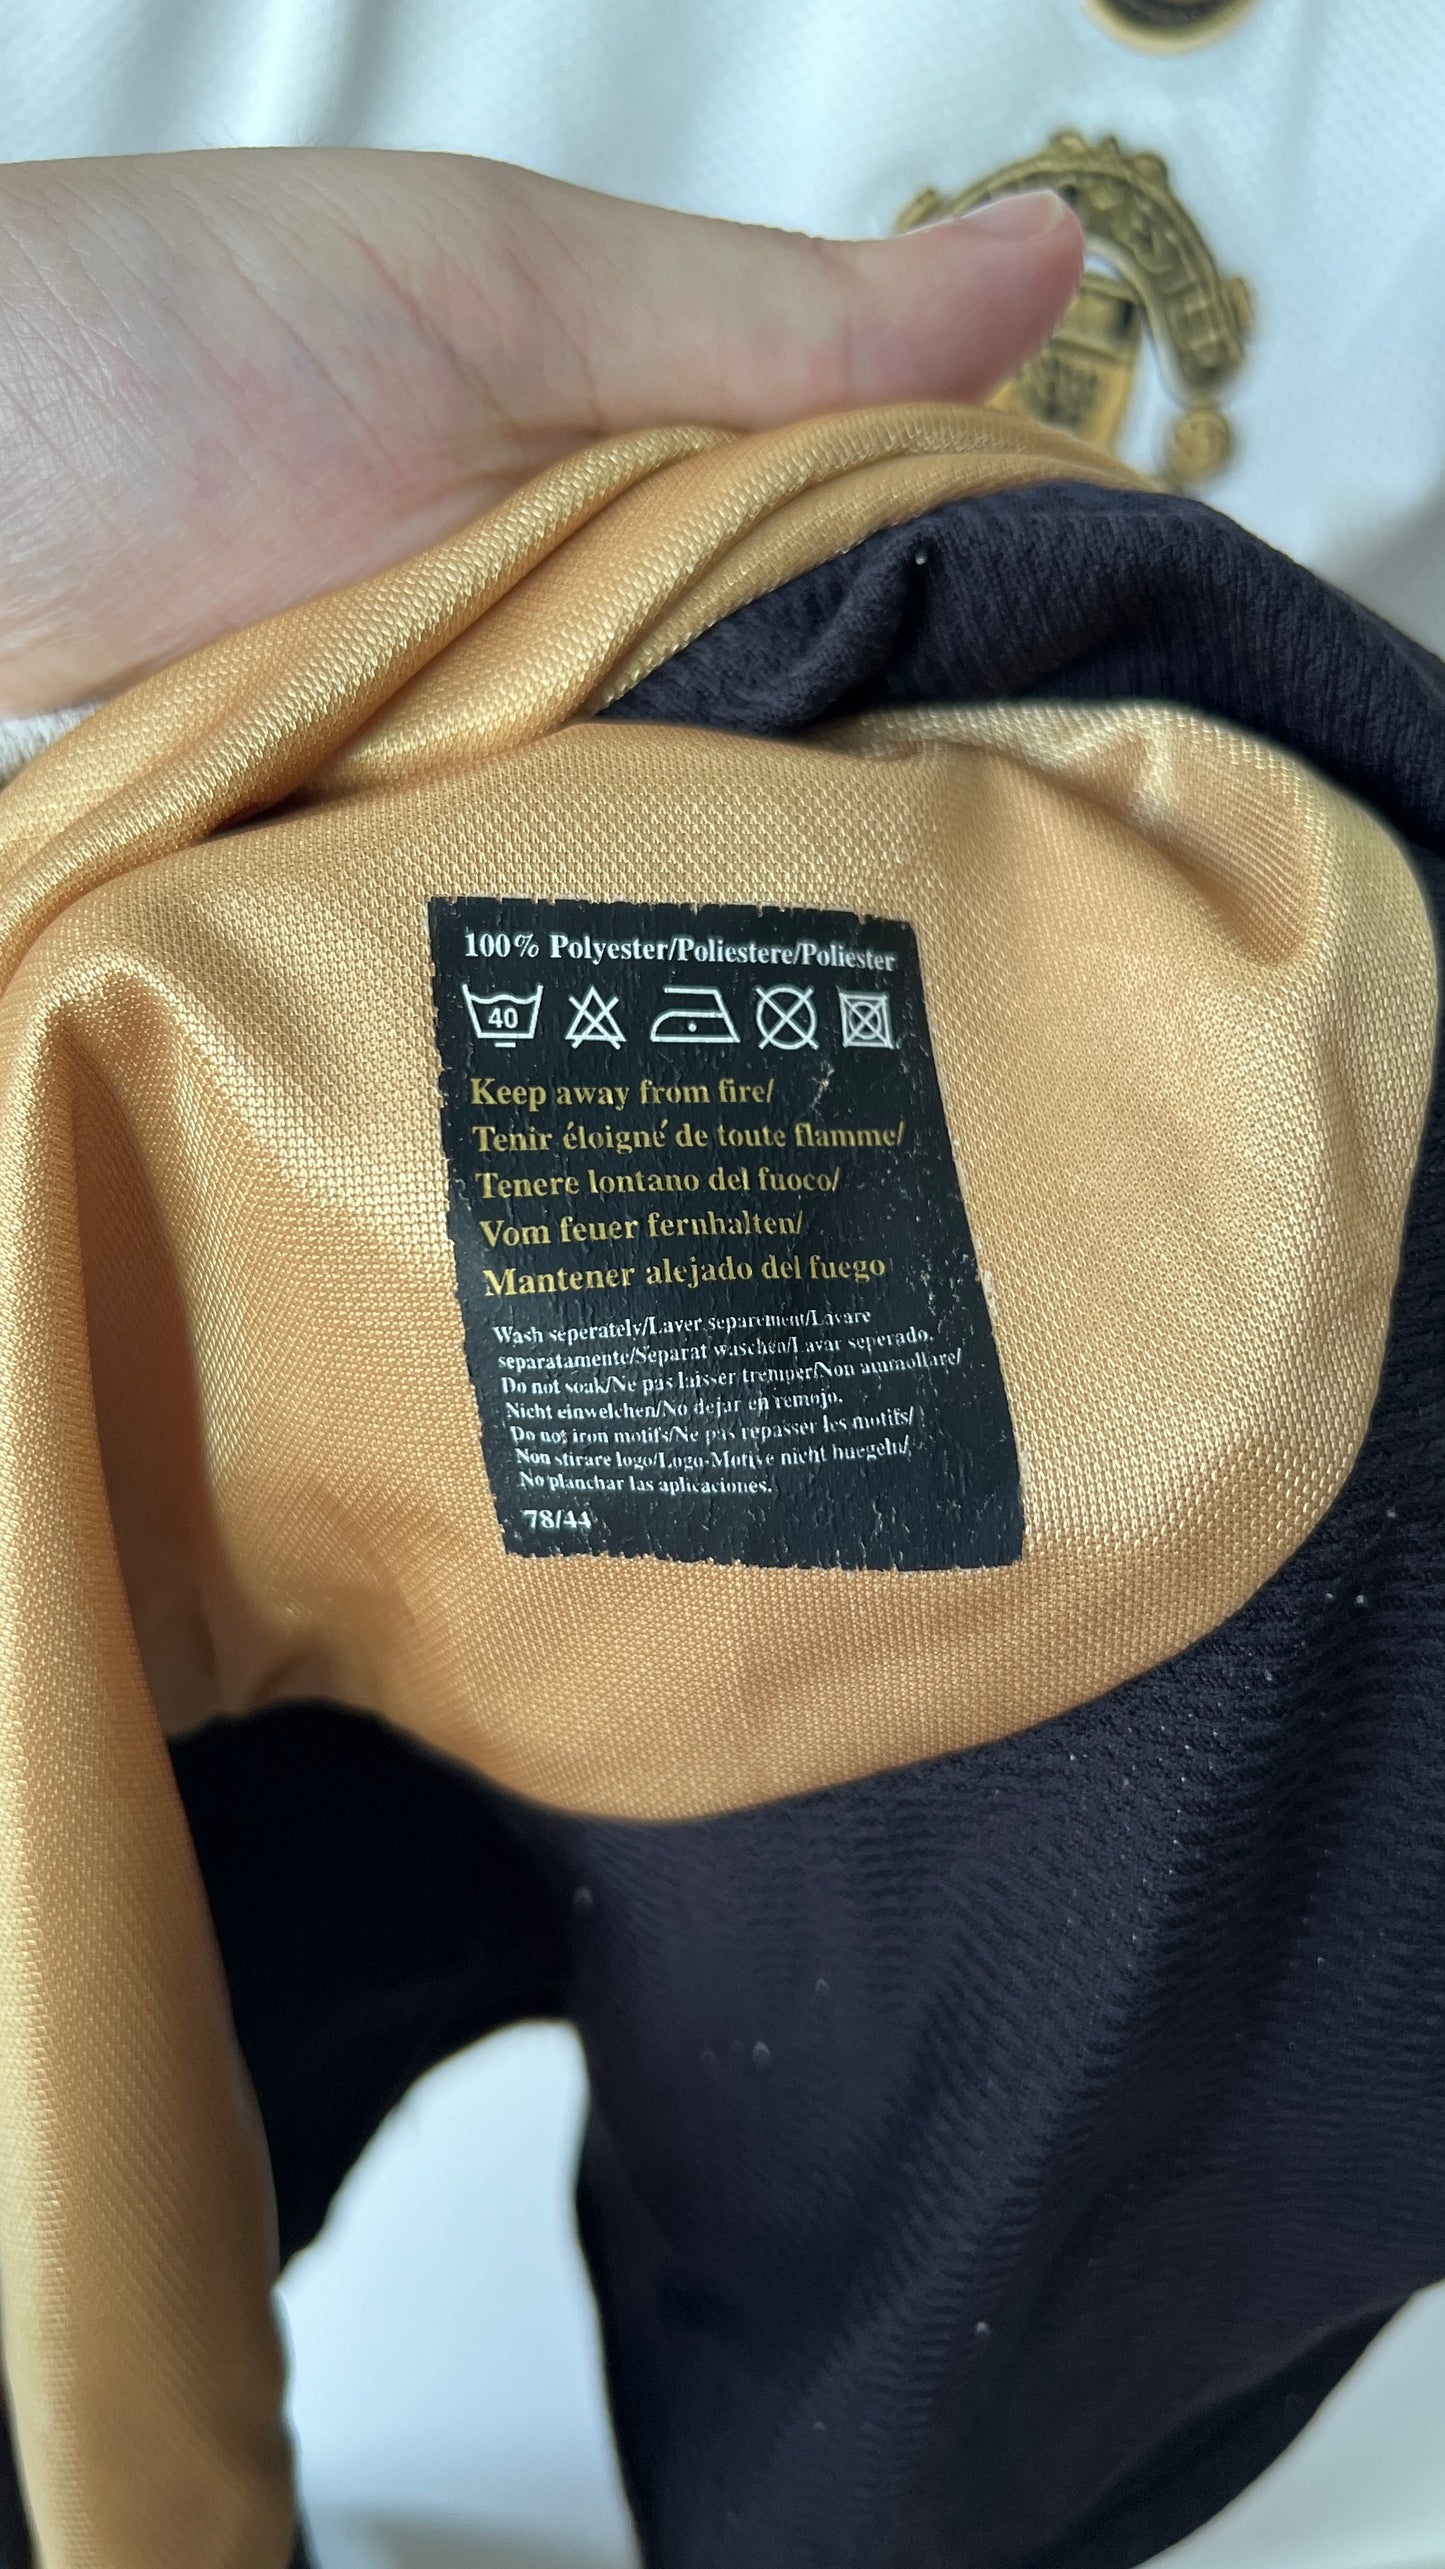 100% Polyester/Poliestere/Poliester
40
Keep away from fire/
Tenir éloigné de toute flamme/
Tenere lontano del fuoco/
Vom feuer fernhalten/
Mantener alejado del fuego
Wash seperately/Laver separement/Lavare
separatamente/Separat waschen/Lavar seperado.
Do not soak/Ne pas laisser tremper/Non ammollare/
Nicht einwelchen/No dejar en remojo.
Do not iron motifs/Ne pas repasser les motifs/
Non stirare logo/Logo-Motive nicht buegeln/
No planchar las aplicaciones.
78/44